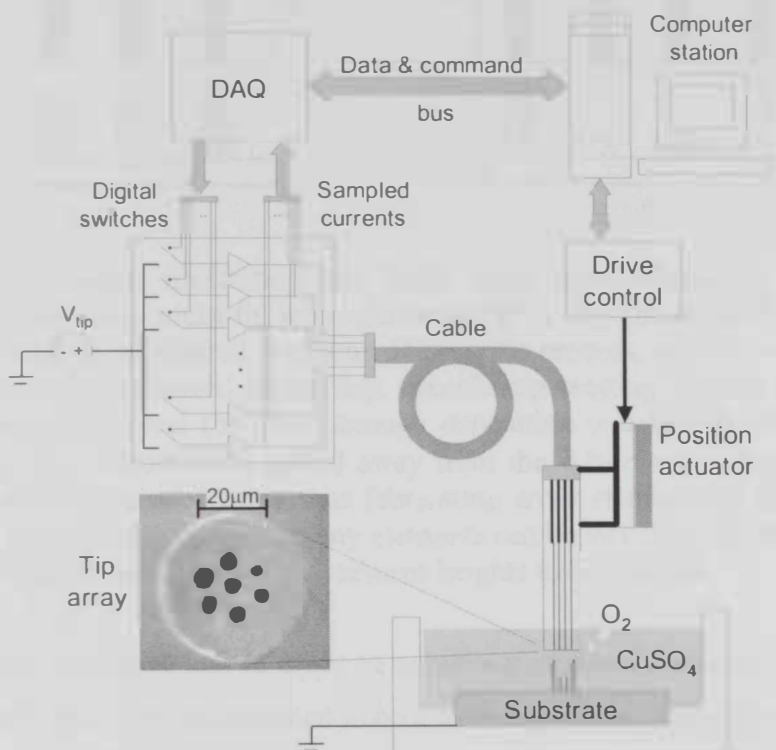 Computer
station
DAQ
Data & command
bus
Digital
switches
Sampled
currents
Drive
control
V_tip
- +
Cable
Position
actuator
20µm
Tip
array
O₂
CuSO₄
Substrate